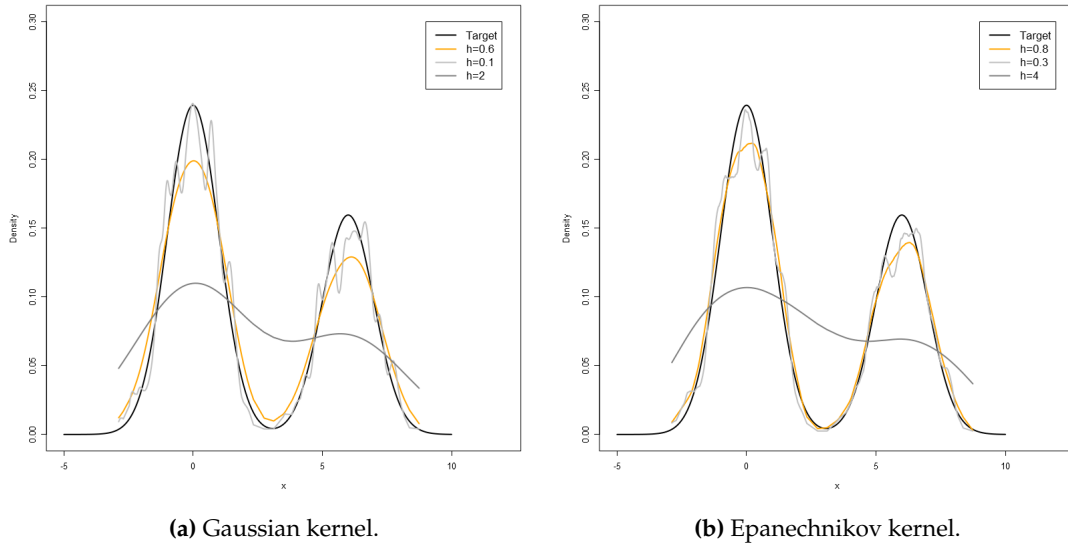 0.30
0.25
0.20
0.15
0.10
0.05
0.00
Density
-5 0 5 10
x
Target
h=0.6
h=0.1
h=2
(a) Gaussian kernel.
0.30
0.25
0.20
0.15
0.10
0.05
0.00
Density
-5 0 5 10
x
Target
h=0.8
h=0.3
h=4
(b) Epanechnikov kernel.